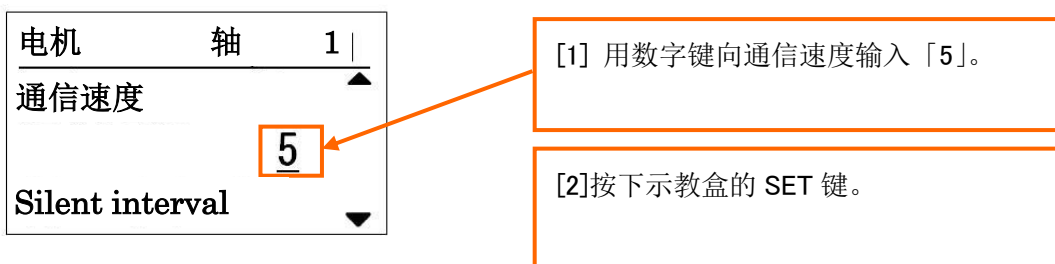 电机 轴 1
通信速度
5
Silent interval
[1] 用数字键向通信速度输入「5」。
[2]按下示教盒的 SET 键。